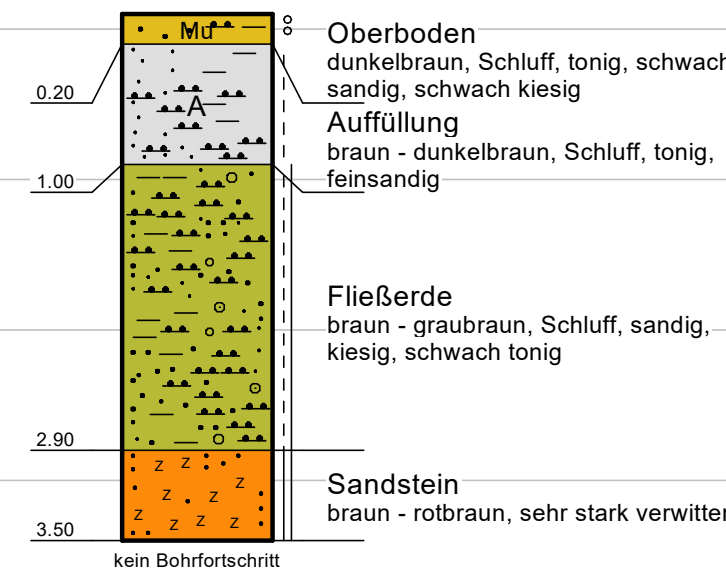 Mu
Oberboden
dunkelbraun, Schluff, tonig, schwach
sandig, schwach kiesig
0.20
A
Auffüllung
braun - dunkelbraun, Schluff, tonig,
feinsandig
1.00
Fließerde
braun - graubraun, Schluff, sandig,
kiesig, schwach tonig
2.90
z z
z z z
z z z z
Sandstein
braun - rotbraun, sehr stark verwitter
3.50
kein Bohrfortschritt